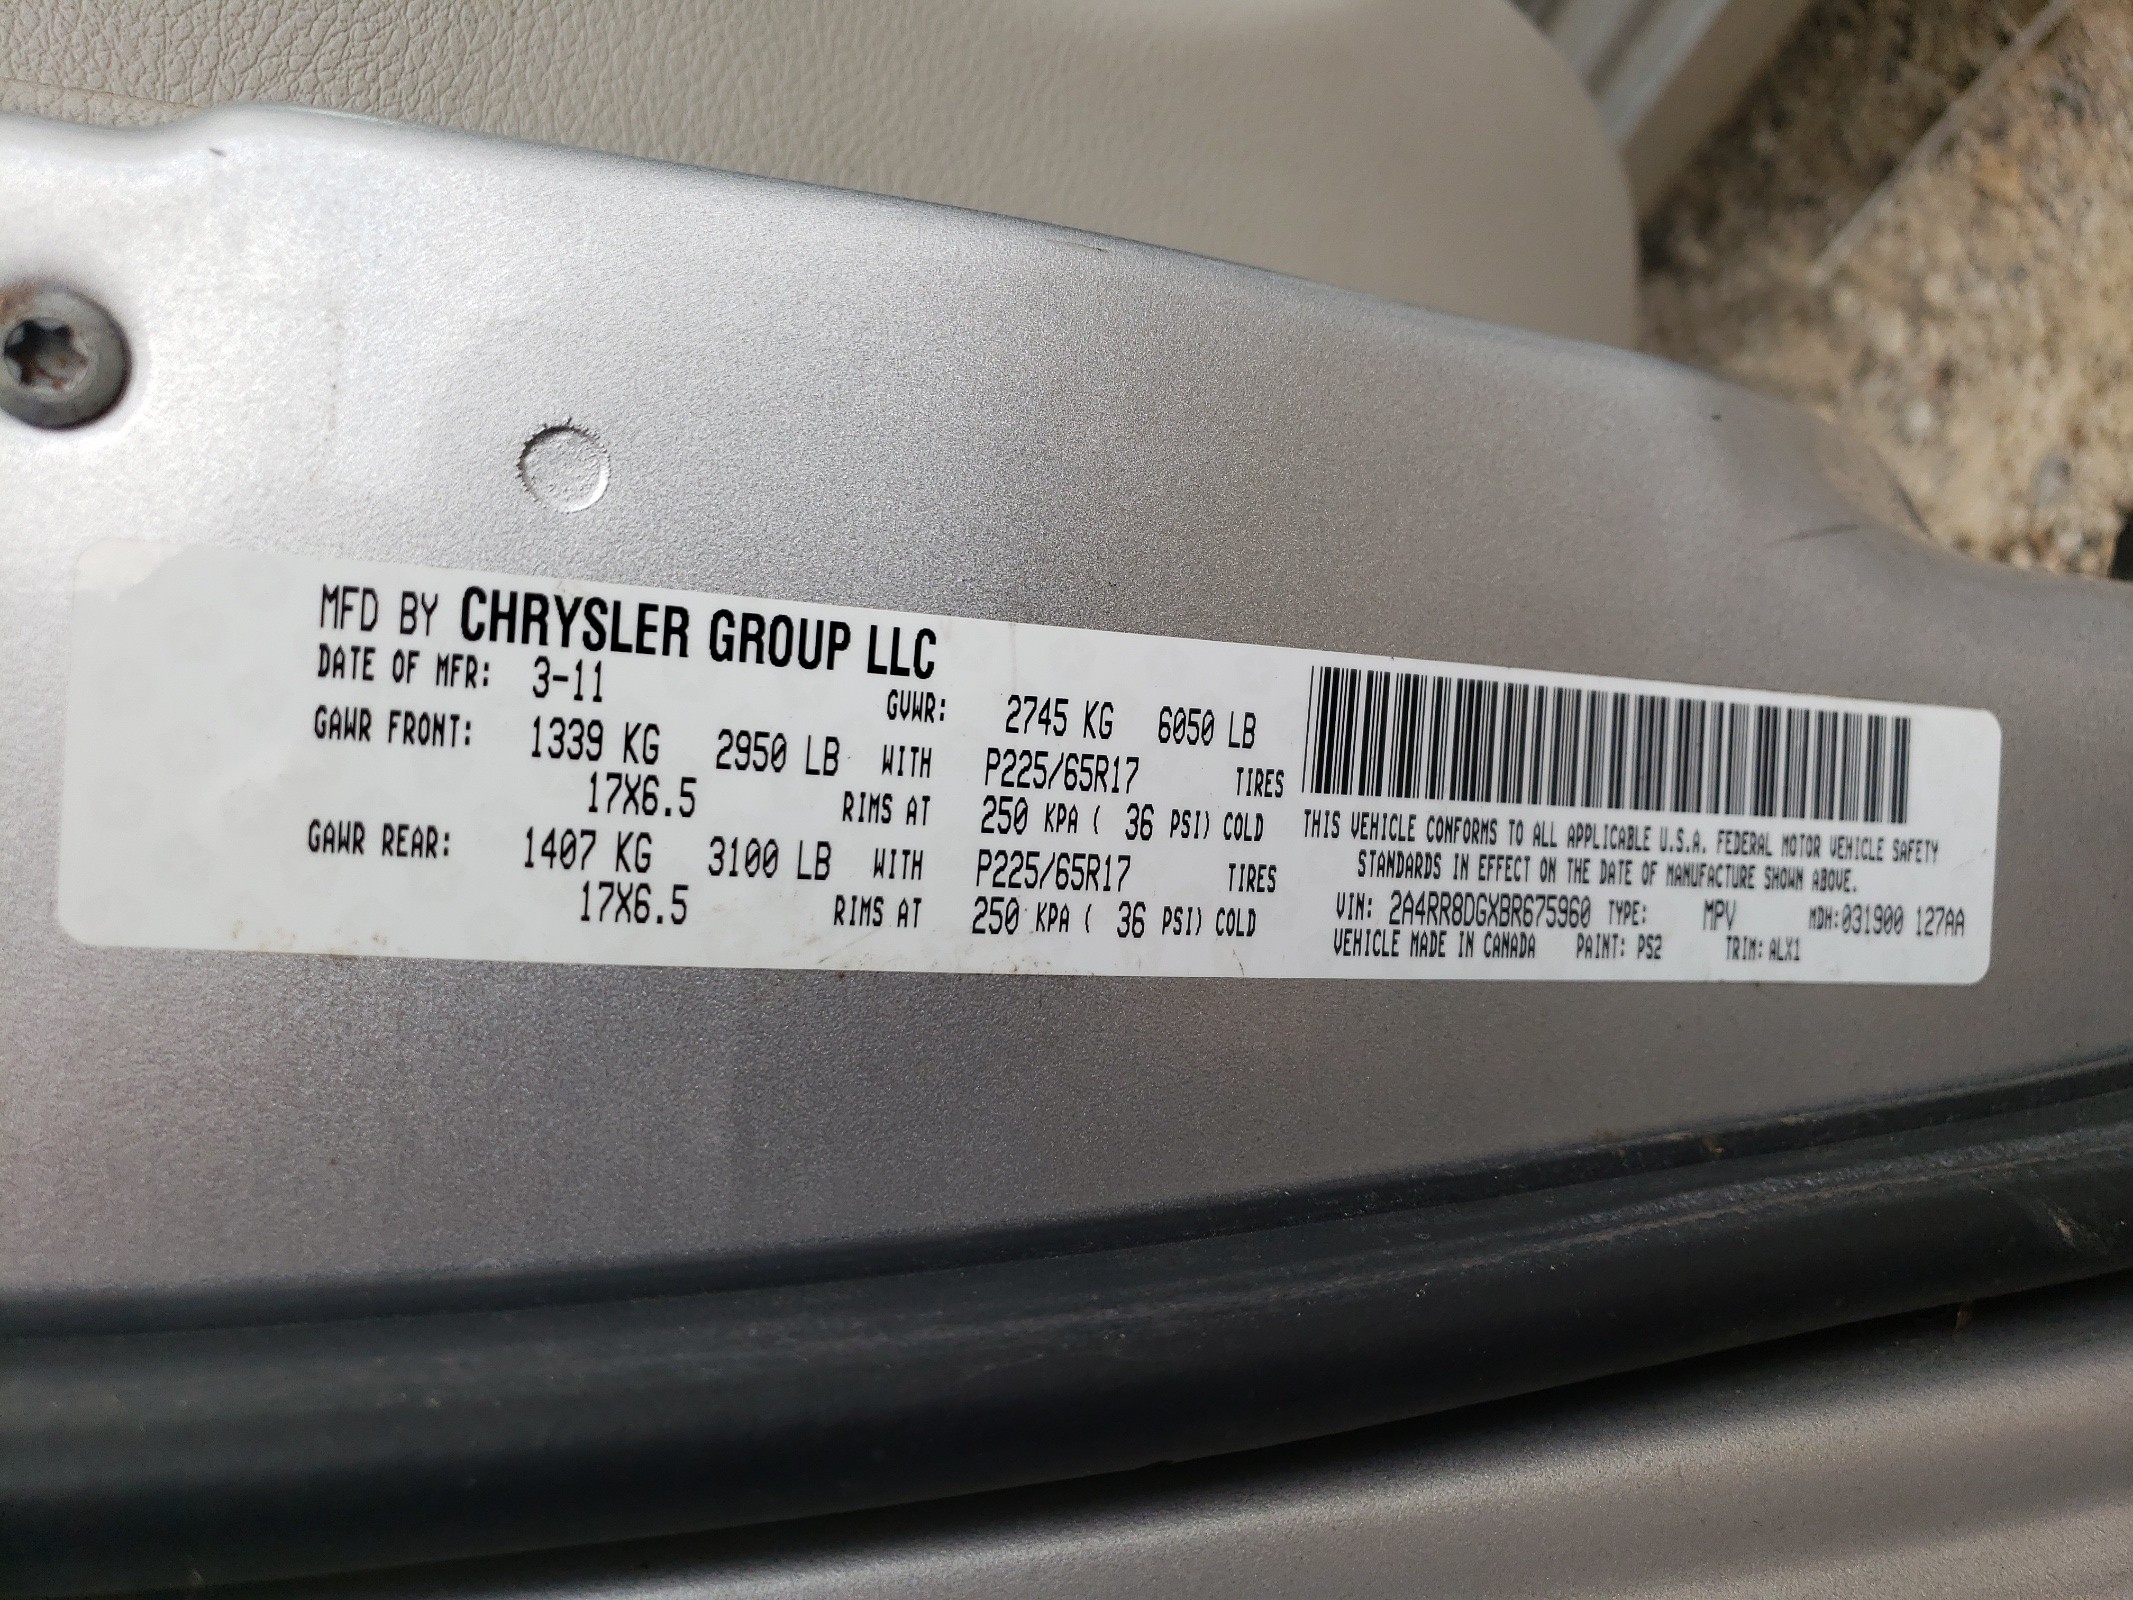 MFD BY CHRYSLER GROUP LLC
DATE OF MFR: 3-11 GVWR: 2745 KG 6050 LB
GAWR FRONT: 1339 KG 2950 LB WITH P225/65R17 TIRES
17X6.5 RIMS AT 250 KPA ( 36 PSI) COLD
GAWR REAR: 1407 KG 3100 LB WITH P225/65R17 TIRES
17X6.5 RIMS AT 250 KPA ( 36 PSI) COLD
THIS VEHICLE CONFORMS TO ALL APPLICABLE U.S.A. FEDERAL MOTOR VEHICLE SAFETY
STANDARDS IN EFFECT ON THE DATE OF MANUFACTURE SHOWN ABOVE.
VIN: 2A4RR8DGXBR675960 TYPE: MPV MDH:031900 127AA
VEHICLE MADE IN CANADA PAINT: PS2 TRIM: ALX1